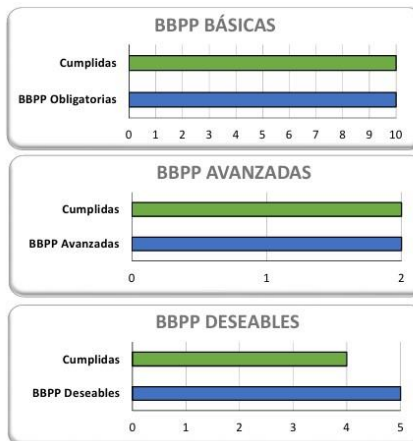 BBPP BÁSICAS
Cumplidas
BBPP Obligatorias
0 1 2 3 4 5 6 7 8 9 10
BBPP AVANZADAS
Cumplidas
BBPP Avanzadas
0 1 2
BBPP DESEABLES
Cumplidas
BBPP Deseables
0 1 2 3 4 5